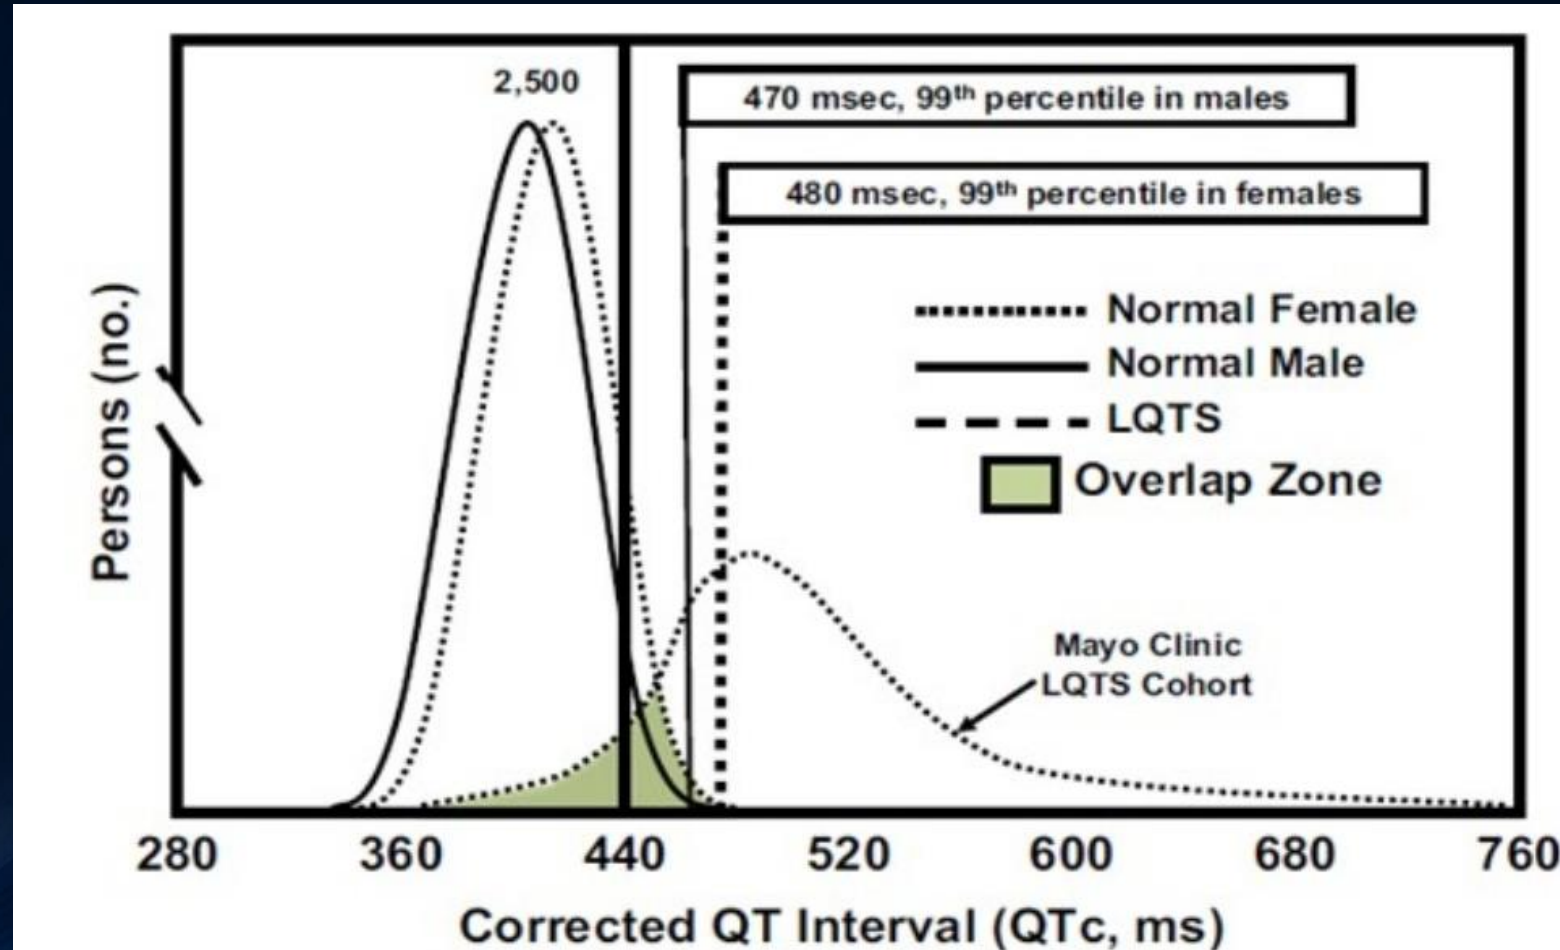 2,500
470 msec, 99th percentile in males
480 msec, 99th percentile in females
Normal Female
Normal Male
LQTS
Overlap Zone
Mayo Clinic
LQTS Cohort
Persons (no.)
280 360 440 520 600 680 760
Corrected QT Interval (QTc, ms)